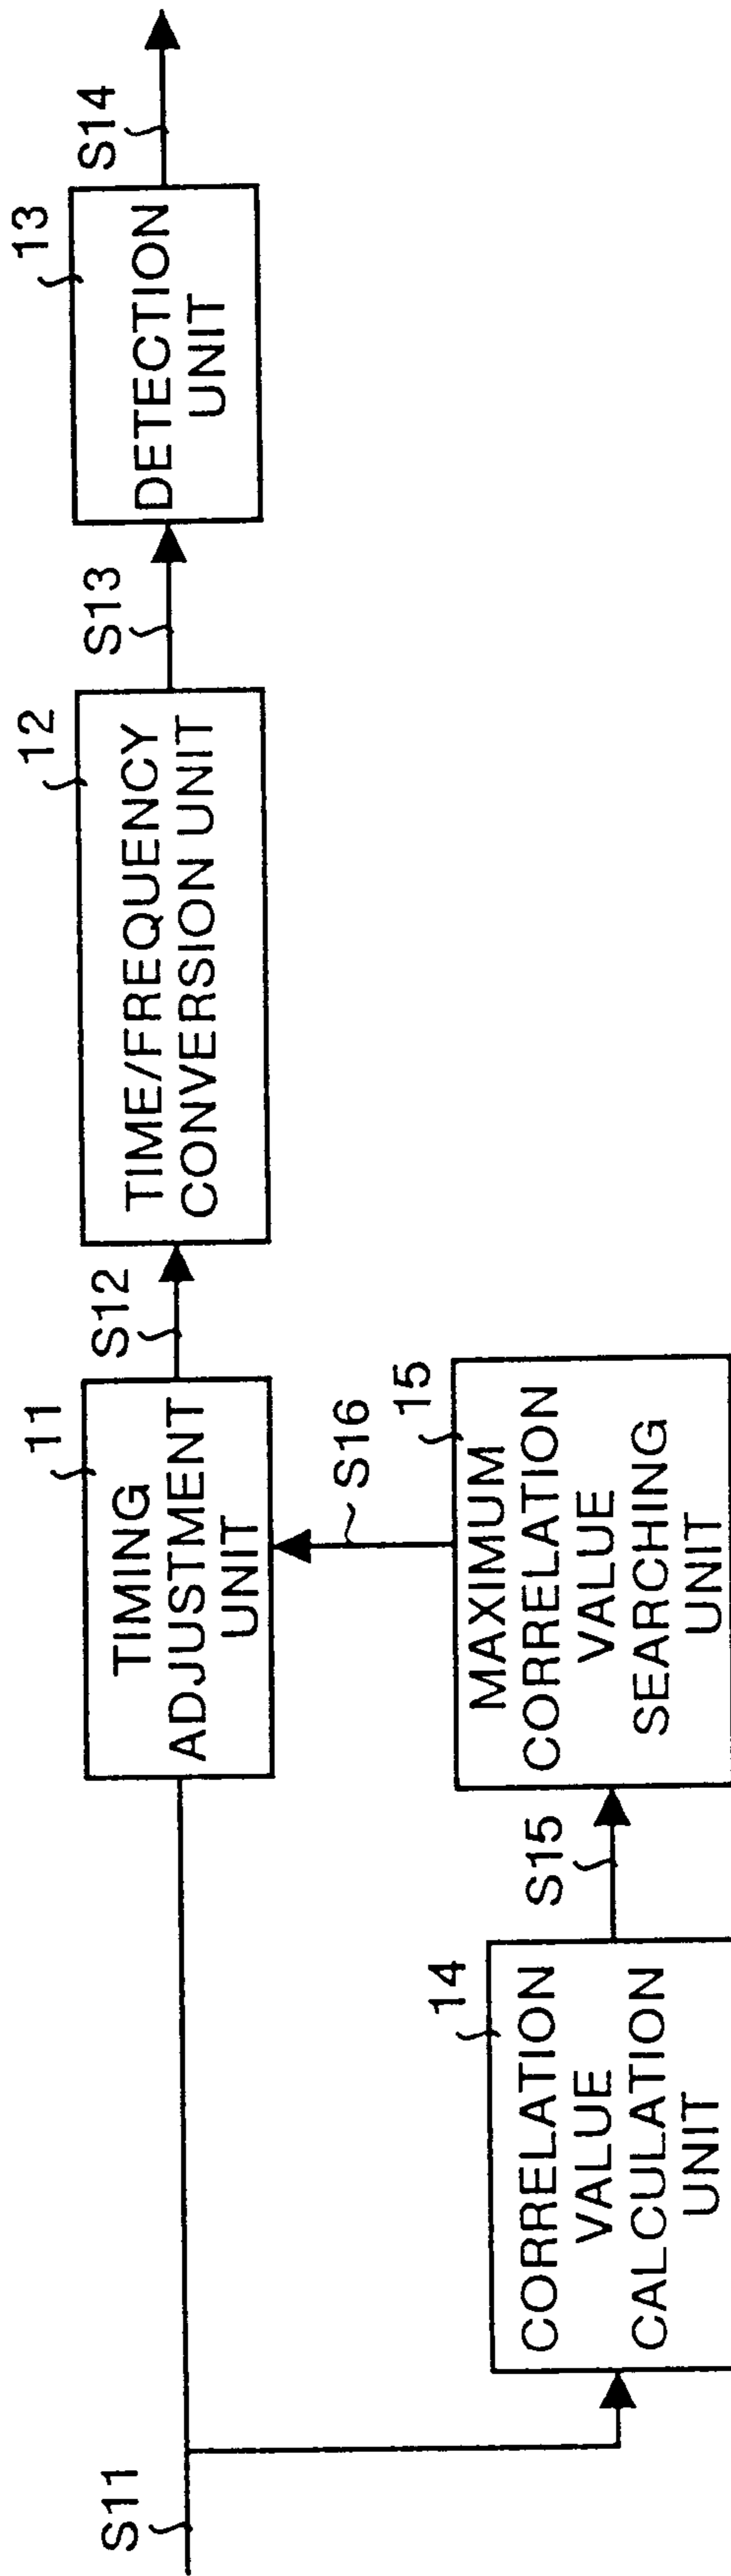 S11
11
TIMING
ADJUSTMENT
UNIT
S12
12
TIME/FREQUENCY
CONVERSION UNIT
S13
13
DETECTION
UNIT
S14
14
CORRELATION
VALUE
CALCULATION
UNIT
S15
15
MAXIMUM
CORRELATION
VALUE
SEARCHING
UNIT
S16